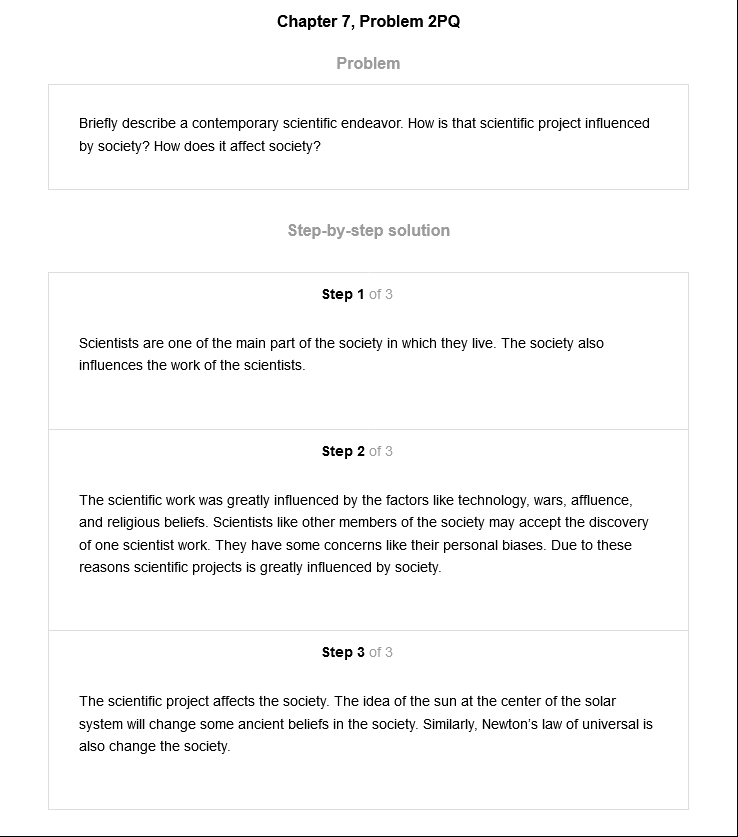 Chapter 7, Problem 2PQ
Problem
Briefly describe a contemporary scientific endeavor. How is that scientific project influenced
by society? How does it affect society?
Step-by-step solution
Step 1 of 3
Scientists are one of the main part of the society in which they live. The society also
influences the work of the scientists.
Step 2 of 3
The scientific work was greatly influenced by the factors like technology, wars, affluence,
and religious beliefs. Scientists like other members of the society may accept the discovery
of one scientist work. They have some concerns like their personal biases. Due to these
reasons scientific projects is greatly influenced by society.
Step 3 of 3
The scientific project affects the society. The idea of the sun at the center of the solar
system will change some ancient beliefs in the society. Similarly, Newton's law of universal is
also change the society.